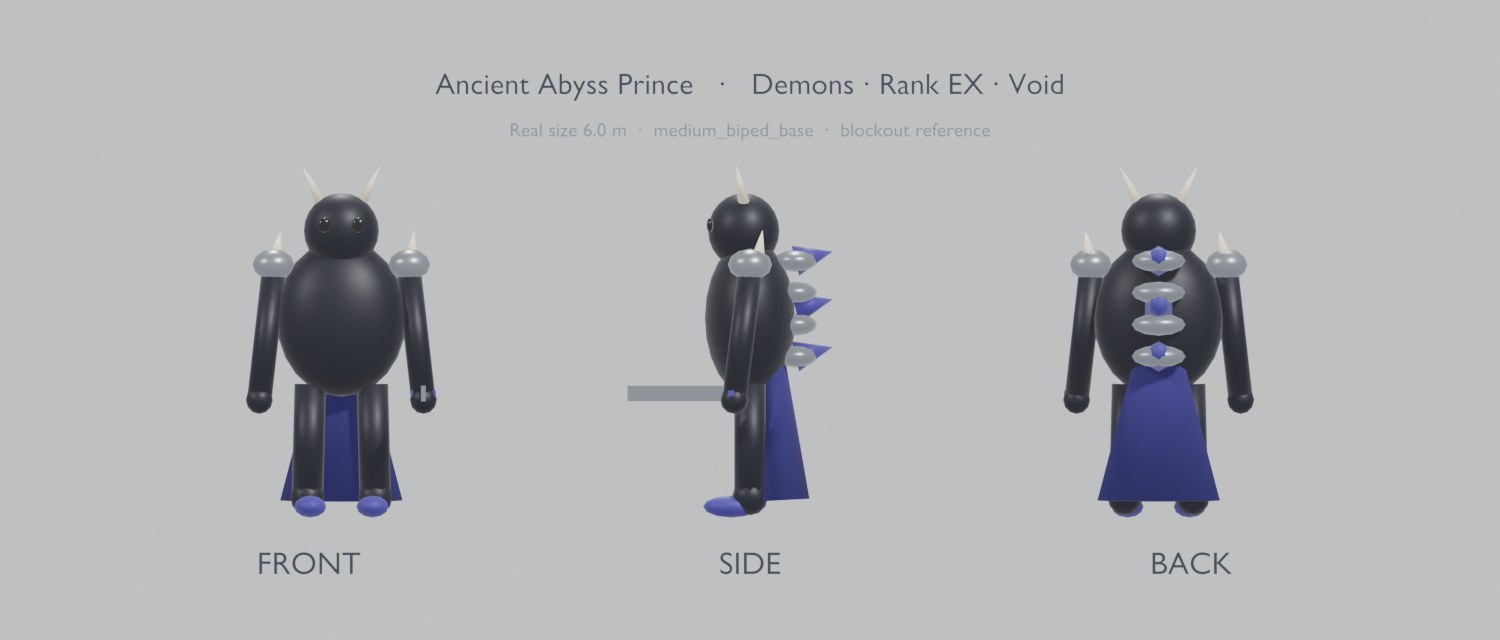 Ancient Abyss Prince · Demons · Rank EX · Void
Real size 6.0 m · medium_biped_base · blockout reference
FRONT SIDE BACK